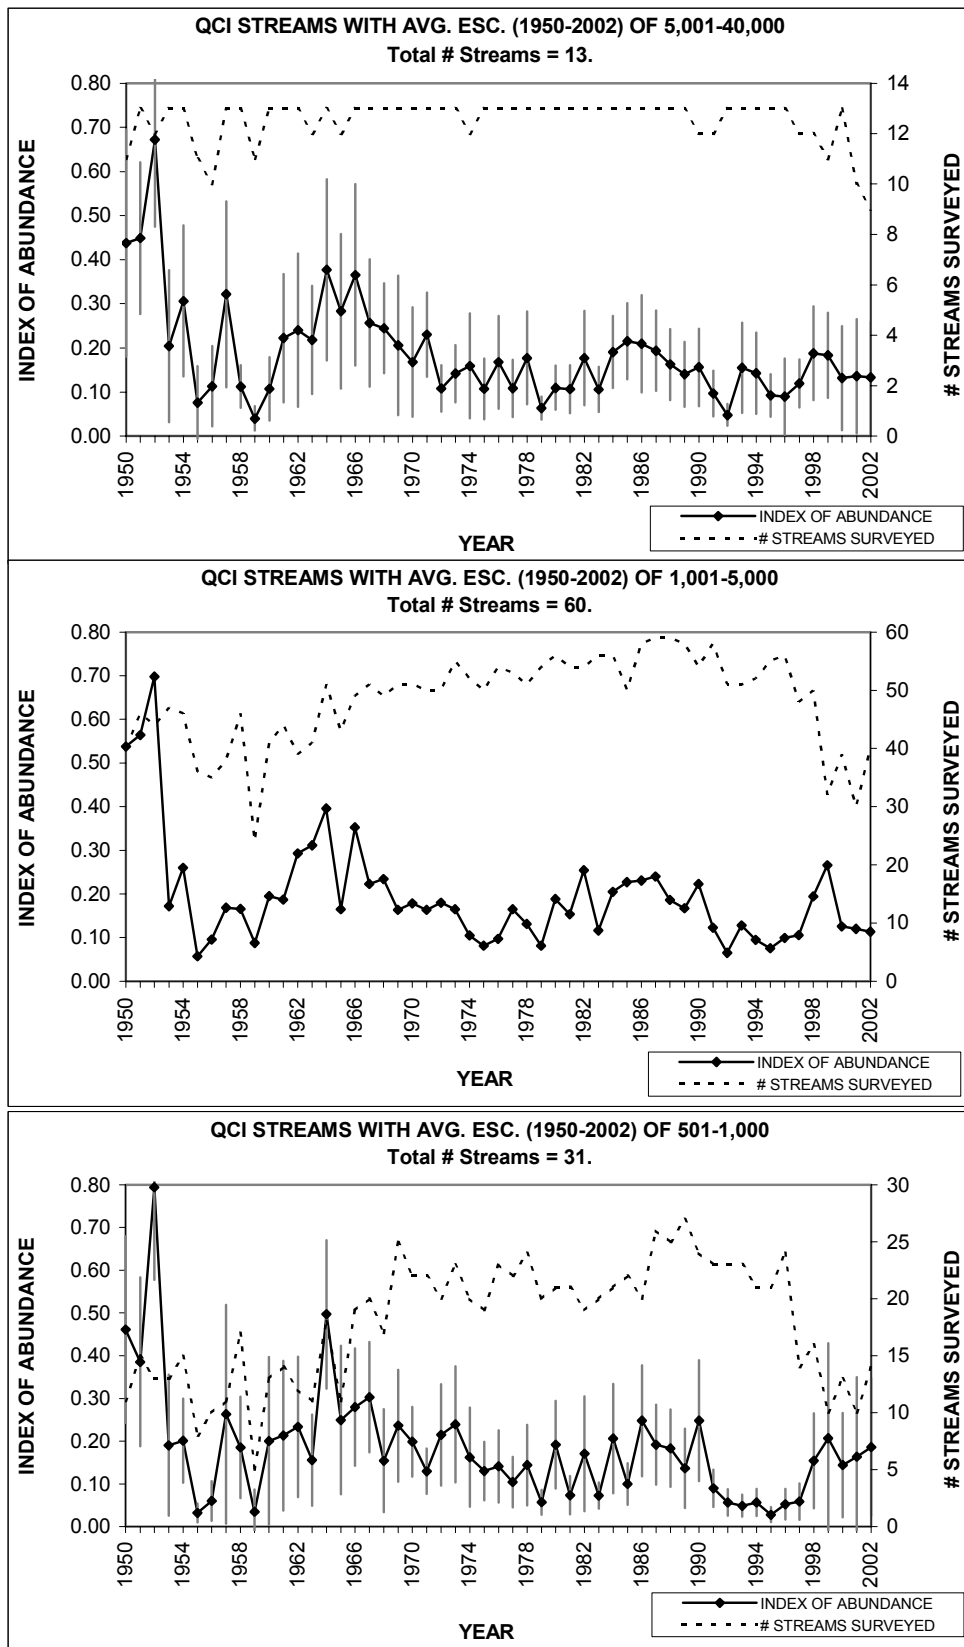 QCI STREAMS WITH AVG. ESC. (1950-2002) OF 5,001-40,000
Total # Streams = 13.
INDEX OF ABUNDANCE
0.80
0.70
0.60
0.50
0.40
0.30
0.20
0.10
0.00
14
12
10
8
6
4
2
0
# STREAMS SURVEYED
1950 1954 1958 1962 1966 1970 1974 1978 1982 1986 1990 1994 1998 2002
YEAR
INDEX OF ABUNDANCE
# STREAMS SURVEYED
QCI STREAMS WITH AVG. ESC. (1950-2002) OF 1,001-5,000
Total # Streams = 60.
INDEX OF ABUNDANCE
0.80
0.70
0.60
0.50
0.40
0.30
0.20
0.10
0.00
60
50
40
30
20
10
0
# STREAMS SURVEYED
1950 1954 1958 1962 1966 1970 1974 1978 1982 1986 1990 1994 1998 2002
YEAR
INDEX OF ABUNDANCE
# STREAMS SURVEYED
QCI STREAMS WITH AVG. ESC. (1950-2002) OF 501-1,000
Total # Streams = 31.
INDEX OF ABUNDANCE
0.80
0.70
0.60
0.50
0.40
0.30
0.20
0.10
0.00
30
25
20
15
10
5
0
# STREAMS SURVEYED
1950 1954 1958 1962 1966 1970 1974 1978 1982 1986 1990 1994 1998 2002
YEAR
INDEX OF ABUNDANCE
# STREAMS SURVEYED